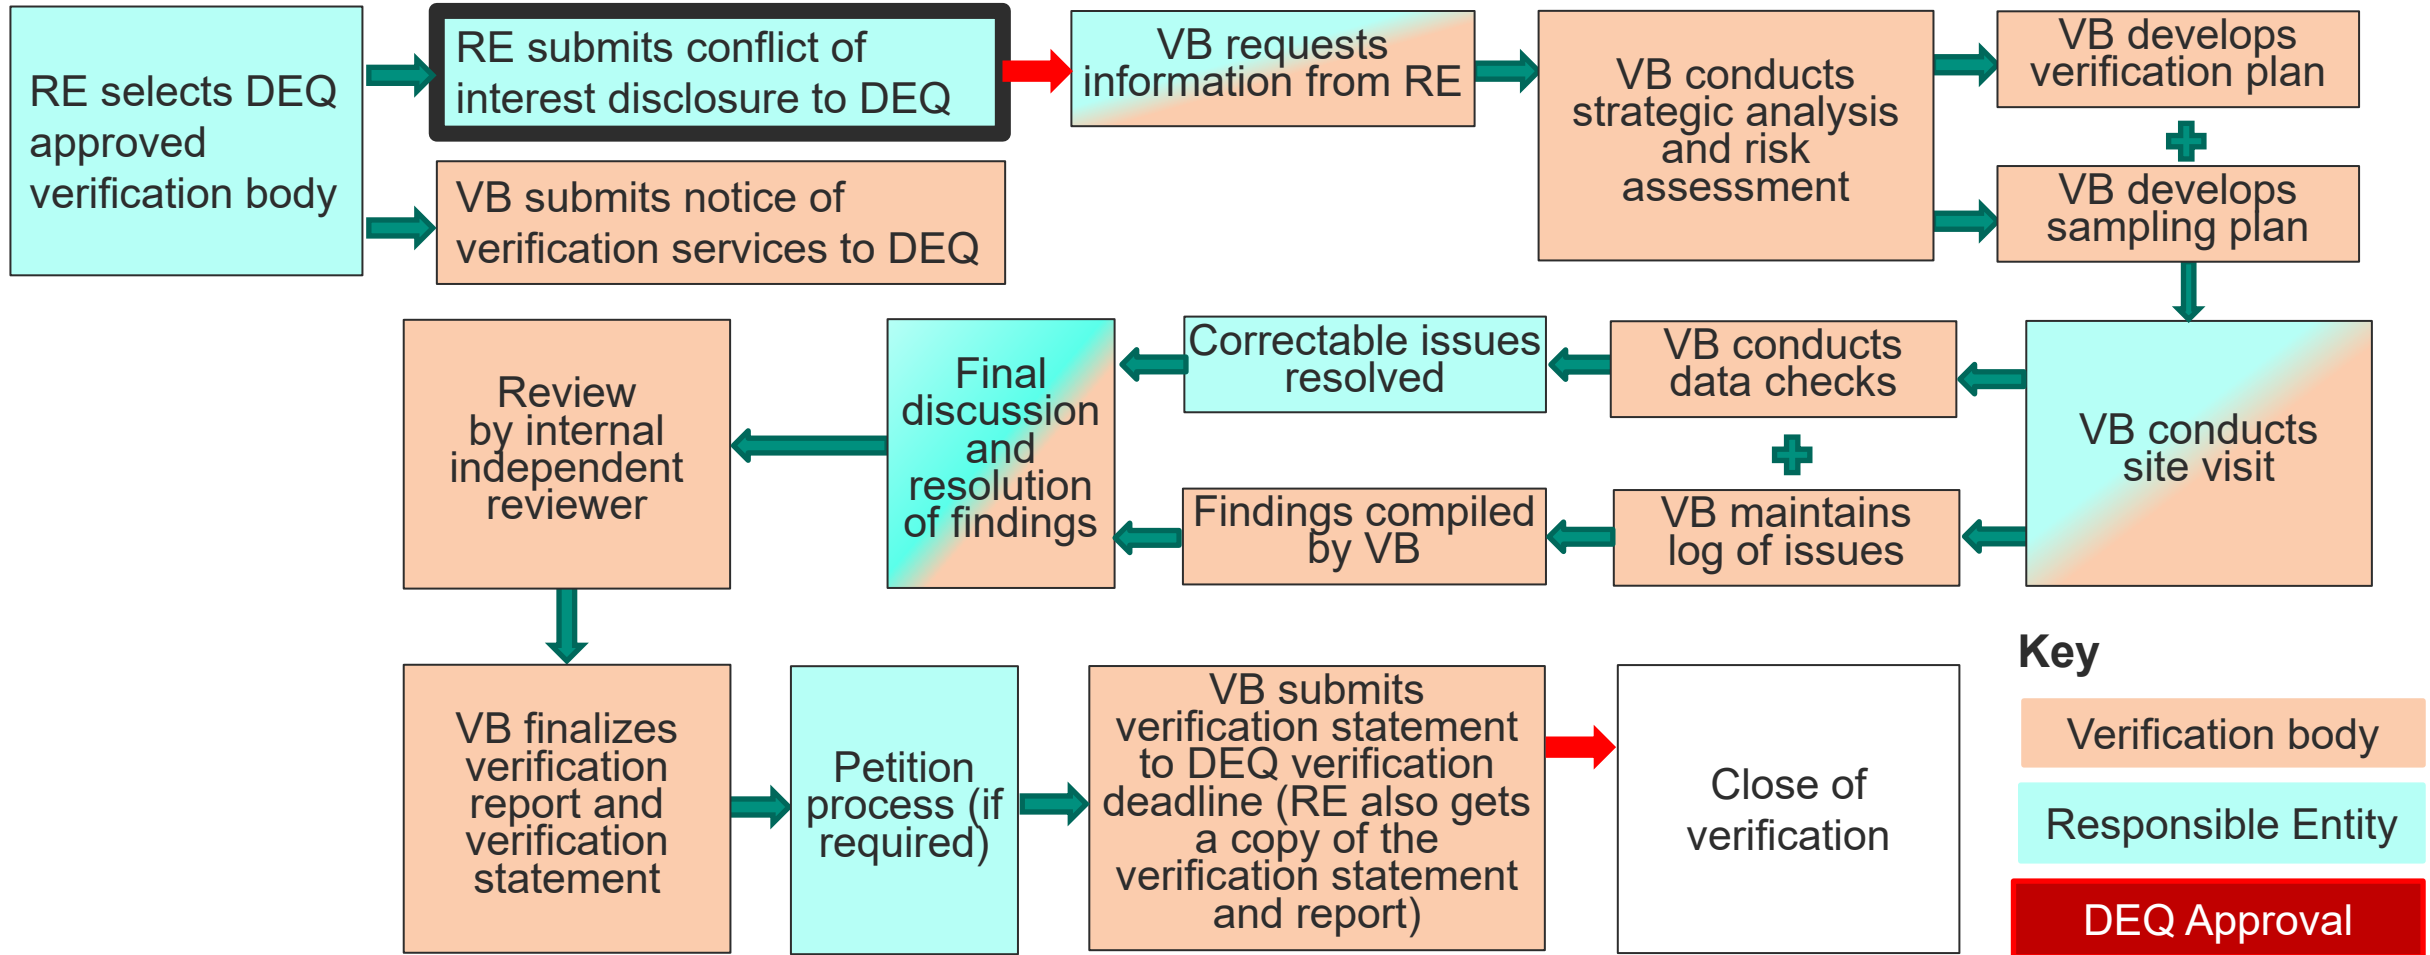 RE selects DEQ
approved
verification body
RE submits conflict of
interest disclosure to DEQ
VB submits notice of
verification services to DEQ
VB requests
information from RE
VB conducts
strategic analysis
and risk
assessment
VB develops
verification plan
VB develops
sampling plan
VB conducts
site visit
VB conducts
data checks
VB maintains
log of issues
Correctable issues
resolved
Findings compiled
by VB
Final
discussion
and
resolution
of findings
Review
by internal
independent
reviewer
VB finalizes
verification
report and
verification
statement
Petition
process (if
required)
VB submits
verification statement
to DEQ verification
deadline (RE also gets
a copy of the
verification statement
and report)
Close of
verification
Key
Verification body
Responsible Entity
DEQ Approval